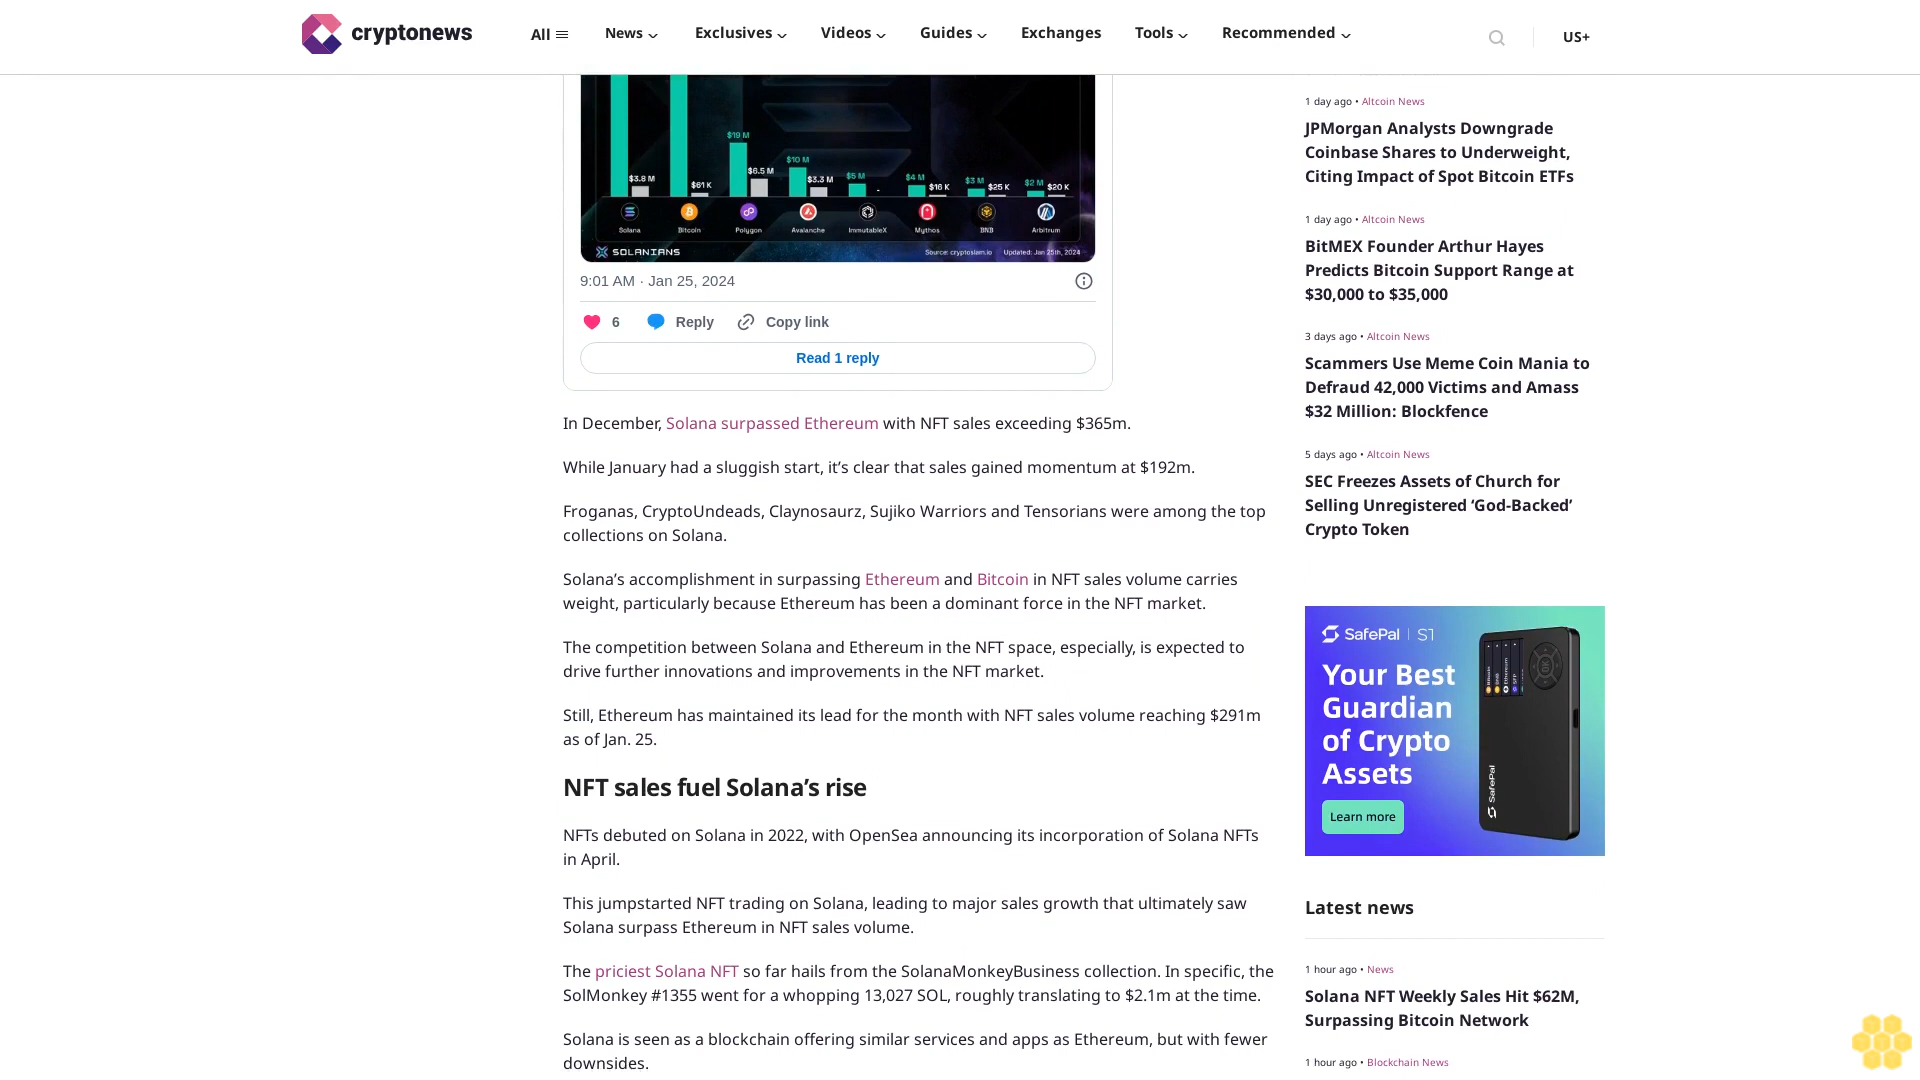 cryptonews
All
News
Exclusives
Videos
Guides
Exchanges
Tools
Recommended
US+
$19 M
$10 M
$3.8 M
$61 K
$6.5 M
$3.3 M
$5 M
-
$4 M
$16 K
$3 M
$25 K
$2 M
$20 K
Solana
Bitcoin
Polygon
Avalanche
ImmutableX
Mythos
BNB
Arbitrum
SOLANIANS
Source: cryptoslam.io
Updated: Jan 25th, 2024
9:01 AM · Jan 25, 2024
6
Reply
Copy link
Read 1 reply
In December, Solana surpassed Ethereum with NFT sales exceeding $365m.
While January had a sluggish start, it’s clear that sales gained momentum at $192m.
Froganas, CryptoUndeads, Claynosaurz, Sujiko Warriors and Tensorians were among the top
collections on Solana.
Solana’s accomplishment in surpassing Ethereum and Bitcoin in NFT sales volume carries
weight, particularly because Ethereum has been a dominant force in the NFT market.
The competition between Solana and Ethereum in the NFT space, especially, is expected to
drive further innovations and improvements in the NFT market.
Still, Ethereum has maintained its lead for the month with NFT sales volume reaching $291m
as of Jan. 25.
NFT sales fuel Solana’s rise
NFTs debuted on Solana in 2022, with OpenSea announcing its incorporation of Solana NFTs
in April.
This jumpstarted NFT trading on Solana, leading to major sales growth that ultimately saw
Solana surpass Ethereum in NFT sales volume.
The priciest Solana NFT so far hails from the SolanaMonkeyBusiness collection. In specific, the
SolMonkey #1355 went for a whopping 13,027 SOL, roughly translating to $2.1m at the time.
Solana is seen as a blockchain offering similar services and apps as Ethereum, but with fewer
downsides.
1 day ago • Altcoin News
JPMorgan Analysts Downgrade
Coinbase Shares to Underweight,
Citing Impact of Spot Bitcoin ETFs
1 day ago • Altcoin News
BitMEX Founder Arthur Hayes
Predicts Bitcoin Support Range at
$30,000 to $35,000
3 days ago • Altcoin News
Scammers Use Meme Coin Mania to
Defraud 42,000 Victims and Amass
$32 Million: Blockfence
5 days ago • Altcoin News
SEC Freezes Assets of Church for
Selling Unregistered ‘God-Backed’
Crypto Token
SafePal | S1
Your Best
Guardian
of Crypto
Assets
Learn more
Bitcoin
BNB
Ethereum
SFP
OK
SafePal
Latest news
1 hour ago • News
Solana NFT Weekly Sales Hit $62M,
Surpassing Bitcoin Network
1 hour ago • Blockchain News